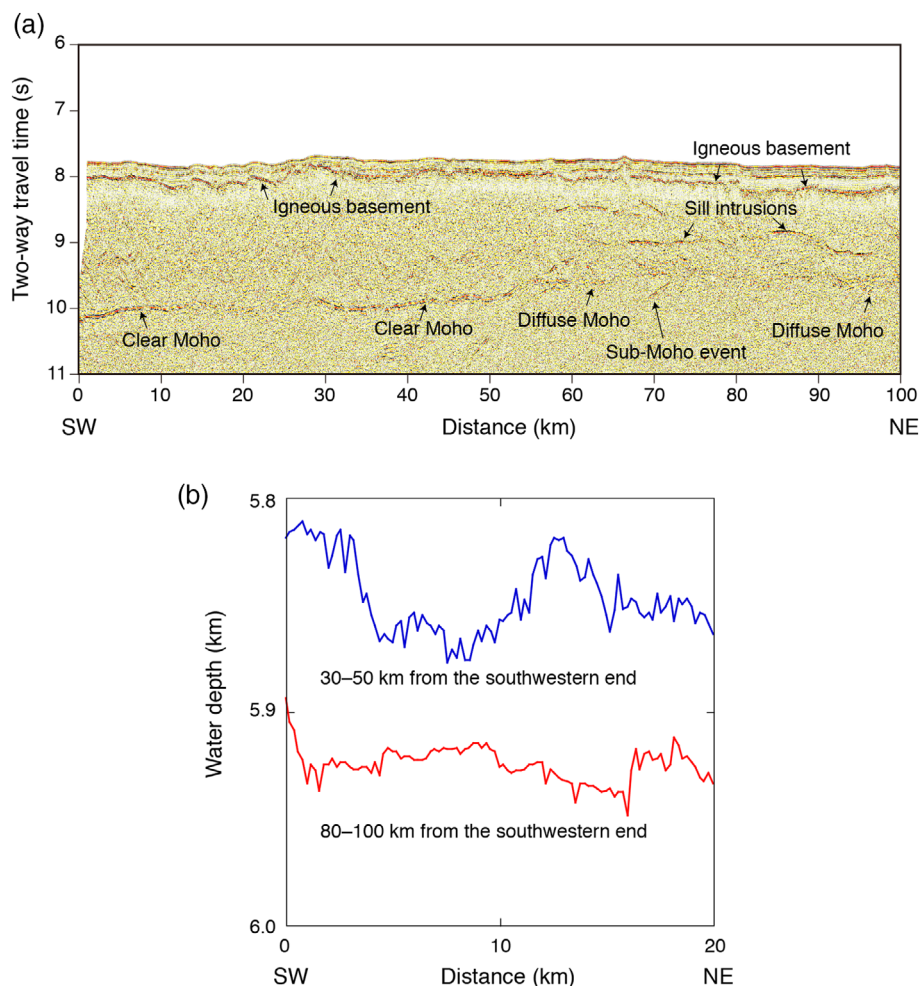 (a)
6
7
8
9
10
11
Two-way travel time (s)
Igneous basement
Igneous basement
Sill intrusions
Clear Moho
Clear Moho
Diffuse Moho
Diffuse Moho
Sub-Moho event
0 10 20 30 40 50 60 70 80 90 100
SW Distance (km) NE
(b)
5.8
5.9
6.0
Water depth (km)
30–50 km from the southwestern end
80–100 km from the southwestern end
0 10 20
SW Distance (km) NE